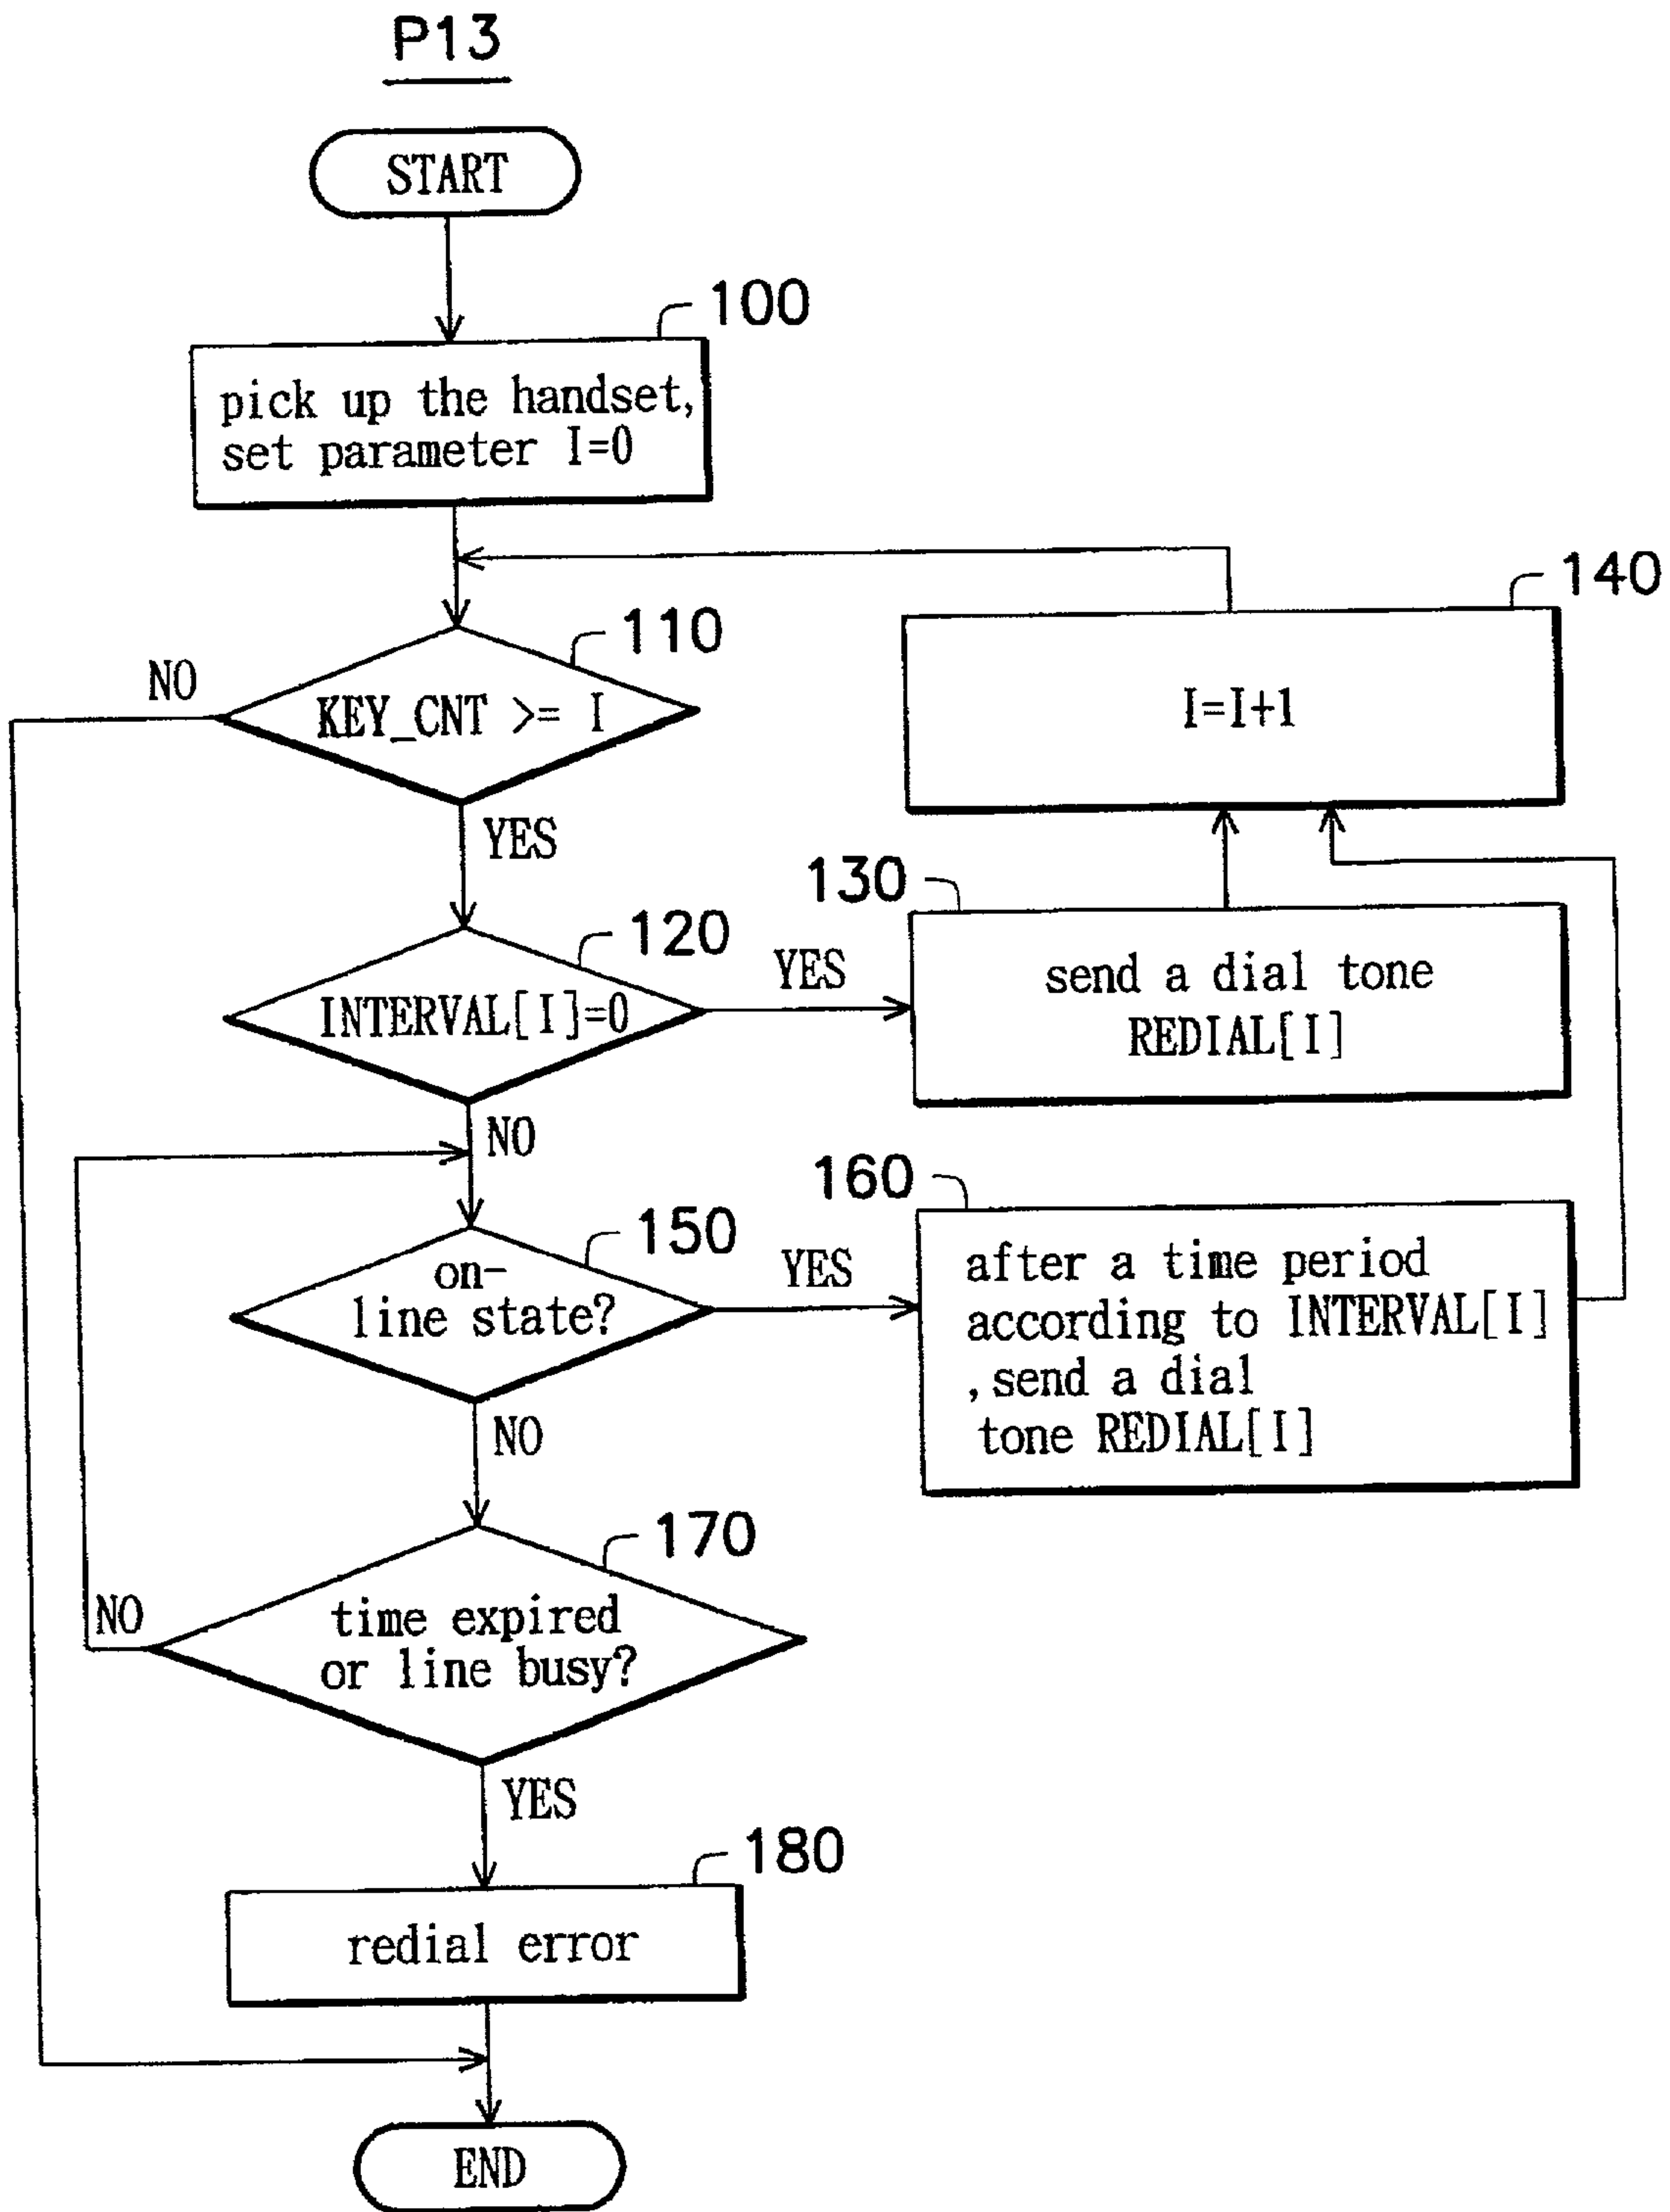 P13
START
100
pick up the handset,
set parameter I=0
140
I=I+1
110
NO
KEY_CNT >= I
YES
130
send a dial tone
REDIAL[I]
120
YES
INTERVAL[I]=0
NO
160
after a time period
according to INTERVAL[I]
,send a dial
tone REDIAL[I]
150
YES
on-
line state?
NO
170
NO
time expired
or line busy?
YES
180
redial error
END